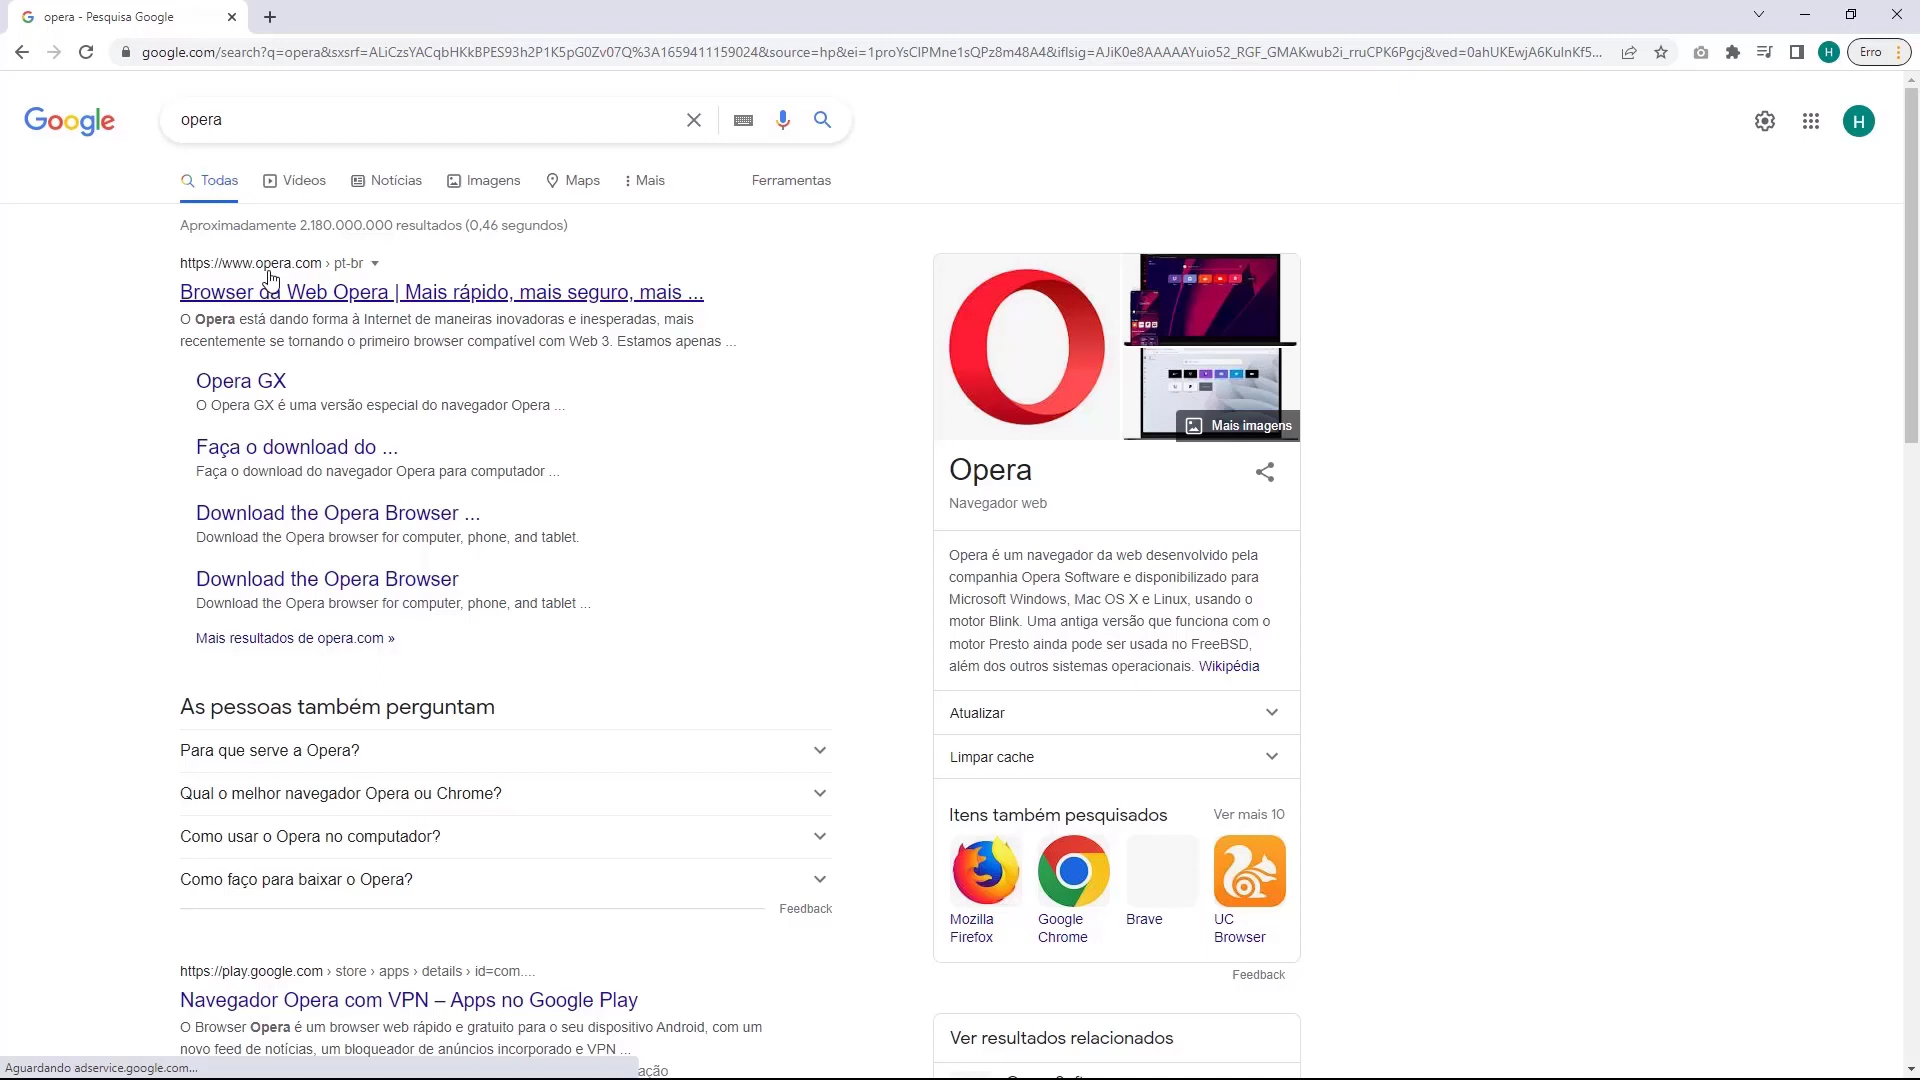 opera - Pesquisa Google
google.com/search?q=opera&sxsrf=ALiCzsYACqbHKkBPES93h2P1K5pG0Zv07Q%3A1659411159024&source=hp&ei=1proYsClPMne1sQPz8m48A4&iflsig=AJiK0e8AAAAAYuio52_RGF_GMAKwub2i_rruCPK6Pgcj&ved=0ahUKEwjA6KulnKf5...
H
Erro
Google
opera
H
Todas
Vídeos
Notícias
Imagens
Maps
Mais
Ferramentas
Aproximadamente 2.180.000.000 resultados (0,46 segundos)
https://www.opera.com › pt-br
Browser da Web Opera | Mais rápido, mais seguro, mais ...
O Opera está dando forma à Internet de maneiras inovadoras e inesperadas, mais
recentemente se tornando o primeiro browser compatível com Web 3. Estamos apenas ...
Opera GX
O Opera GX é uma versão especial do navegador Opera ...
Faça o download do ...
Faça o download do navegador Opera para computador ...
Download the Opera Browser ...
Download the Opera browser for computer, phone, and tablet.
Download the Opera Browser
Download the Opera browser for computer, phone, and tablet ...
Mais resultados de opera.com »
As pessoas também perguntam
Para que serve a Opera?
Qual o melhor navegador Opera ou Chrome?
Como usar o Opera no computador?
Como faço para baixar o Opera?
Feedback
https://play.google.com › store › apps › details › id=com....
Navegador Opera com VPN – Apps no Google Play
O Browser Opera é um browser web rápido e gratuito para o seu dispositivo Android, com um
novo feed de notícias, um bloqueador de anúncios incorporado e VPN ...
Aguardando adservice.google.com...
ação
Mais imagens
Opera
Navegador web
Opera é um navegador da web desenvolvido pela
companhia Opera Software e disponibilizado para
Microsoft Windows, Mac OS X e Linux, usando o
motor Blink. Uma antiga versão que funciona com o
motor Presto ainda pode ser usada no FreeBSD,
além dos outros sistemas operacionais. Wikipédia
Atualizar
Limpar cache
Itens também pesquisados
Ver mais 10
Mozilla
Firefox
Google
Chrome
Brave
UC
Browser
Feedback
Ver resultados relacionados